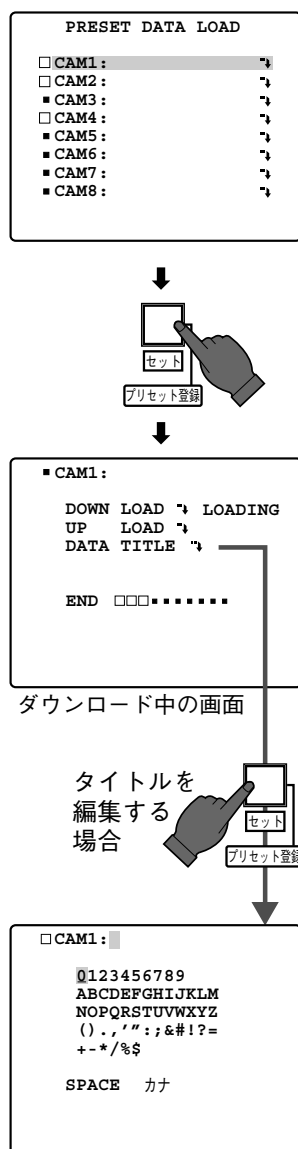 PRESET DATA LOAD
□ CAM1:
□ CAM2:
■ CAM3:
□ CAM4:
■ CAM5:
■ CAM6:
■ CAM7:
■ CAM8:
セット
プリセット登録
■ CAM1:
DOWN LOAD LOADING
UP LOAD
DATA TITLE
END □□□■■■■■■■
ダウンロード中の画面
タイトルを
編集する
場合
セット
プリセット登録
□CAM1:
0123456789
ABCDEFGHIJKLM
NOPQRSTUVWXYZ
().,′″:;&#!?=
+-*/%$
SPACE カナ